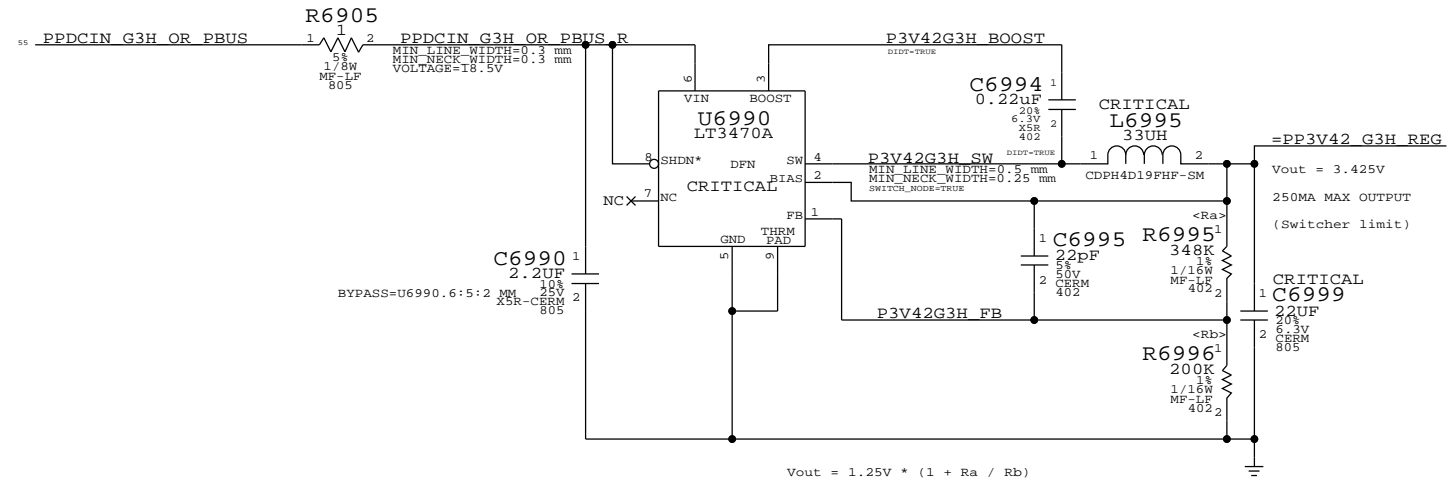 55 PPDCIN_G3H_OR_PBUS
R6905
1 1 2
5%
1/8W
MF-LF
805
PPDCIN_G3H_OR_PBUS_R
MIN_LINE_WIDTH=0.3 mm
MIN_NECK_WIDTH=0.3 mm
VOLTAGE=18.5V
P3V42G3H_BOOST
DIDT=TRUE
6 3
VIN BOOST
U6990
LT3470A
8 SHDN* DFN SW 4
CRITICAL
BIAS 2
NC 7 NC
FB 1
THRM
GND PAD
5 9
C6994 1
0.22uF
20%
6.3V
X5R 2
402
P3V42G3H_SW
DIDT=TRUE
MIN_LINE_WIDTH=0.5 mm
MIN_NECK_WIDTH=0.25 mm
SWITCH_NODE=TRUE
CRITICAL
L6995
33UH
1 2
CDPH4D19FHF-SM
=PP3V42_G3H_REG
Vout = 3.425V
250MA MAX OUTPUT
(Switcher limit)
C6990 1
2.2UF
10%
BYPASS=U6990.6:5:2 MM 25V 2
X5R-CERM
805
1 C6995
22pF
5%
2 50V
CERM
402
<Ra>
R6995 1
348K
1%
1/16W
MF-LF
402 2
CRITICAL
1 C6999
22UF
20%
2 6.3V
CERM
805
P3V42G3H_FB
<Rb>
R6996 1
200K
1%
1/16W
MF-LF
402 2
Vout = 1.25V * (1 + Ra / Rb)